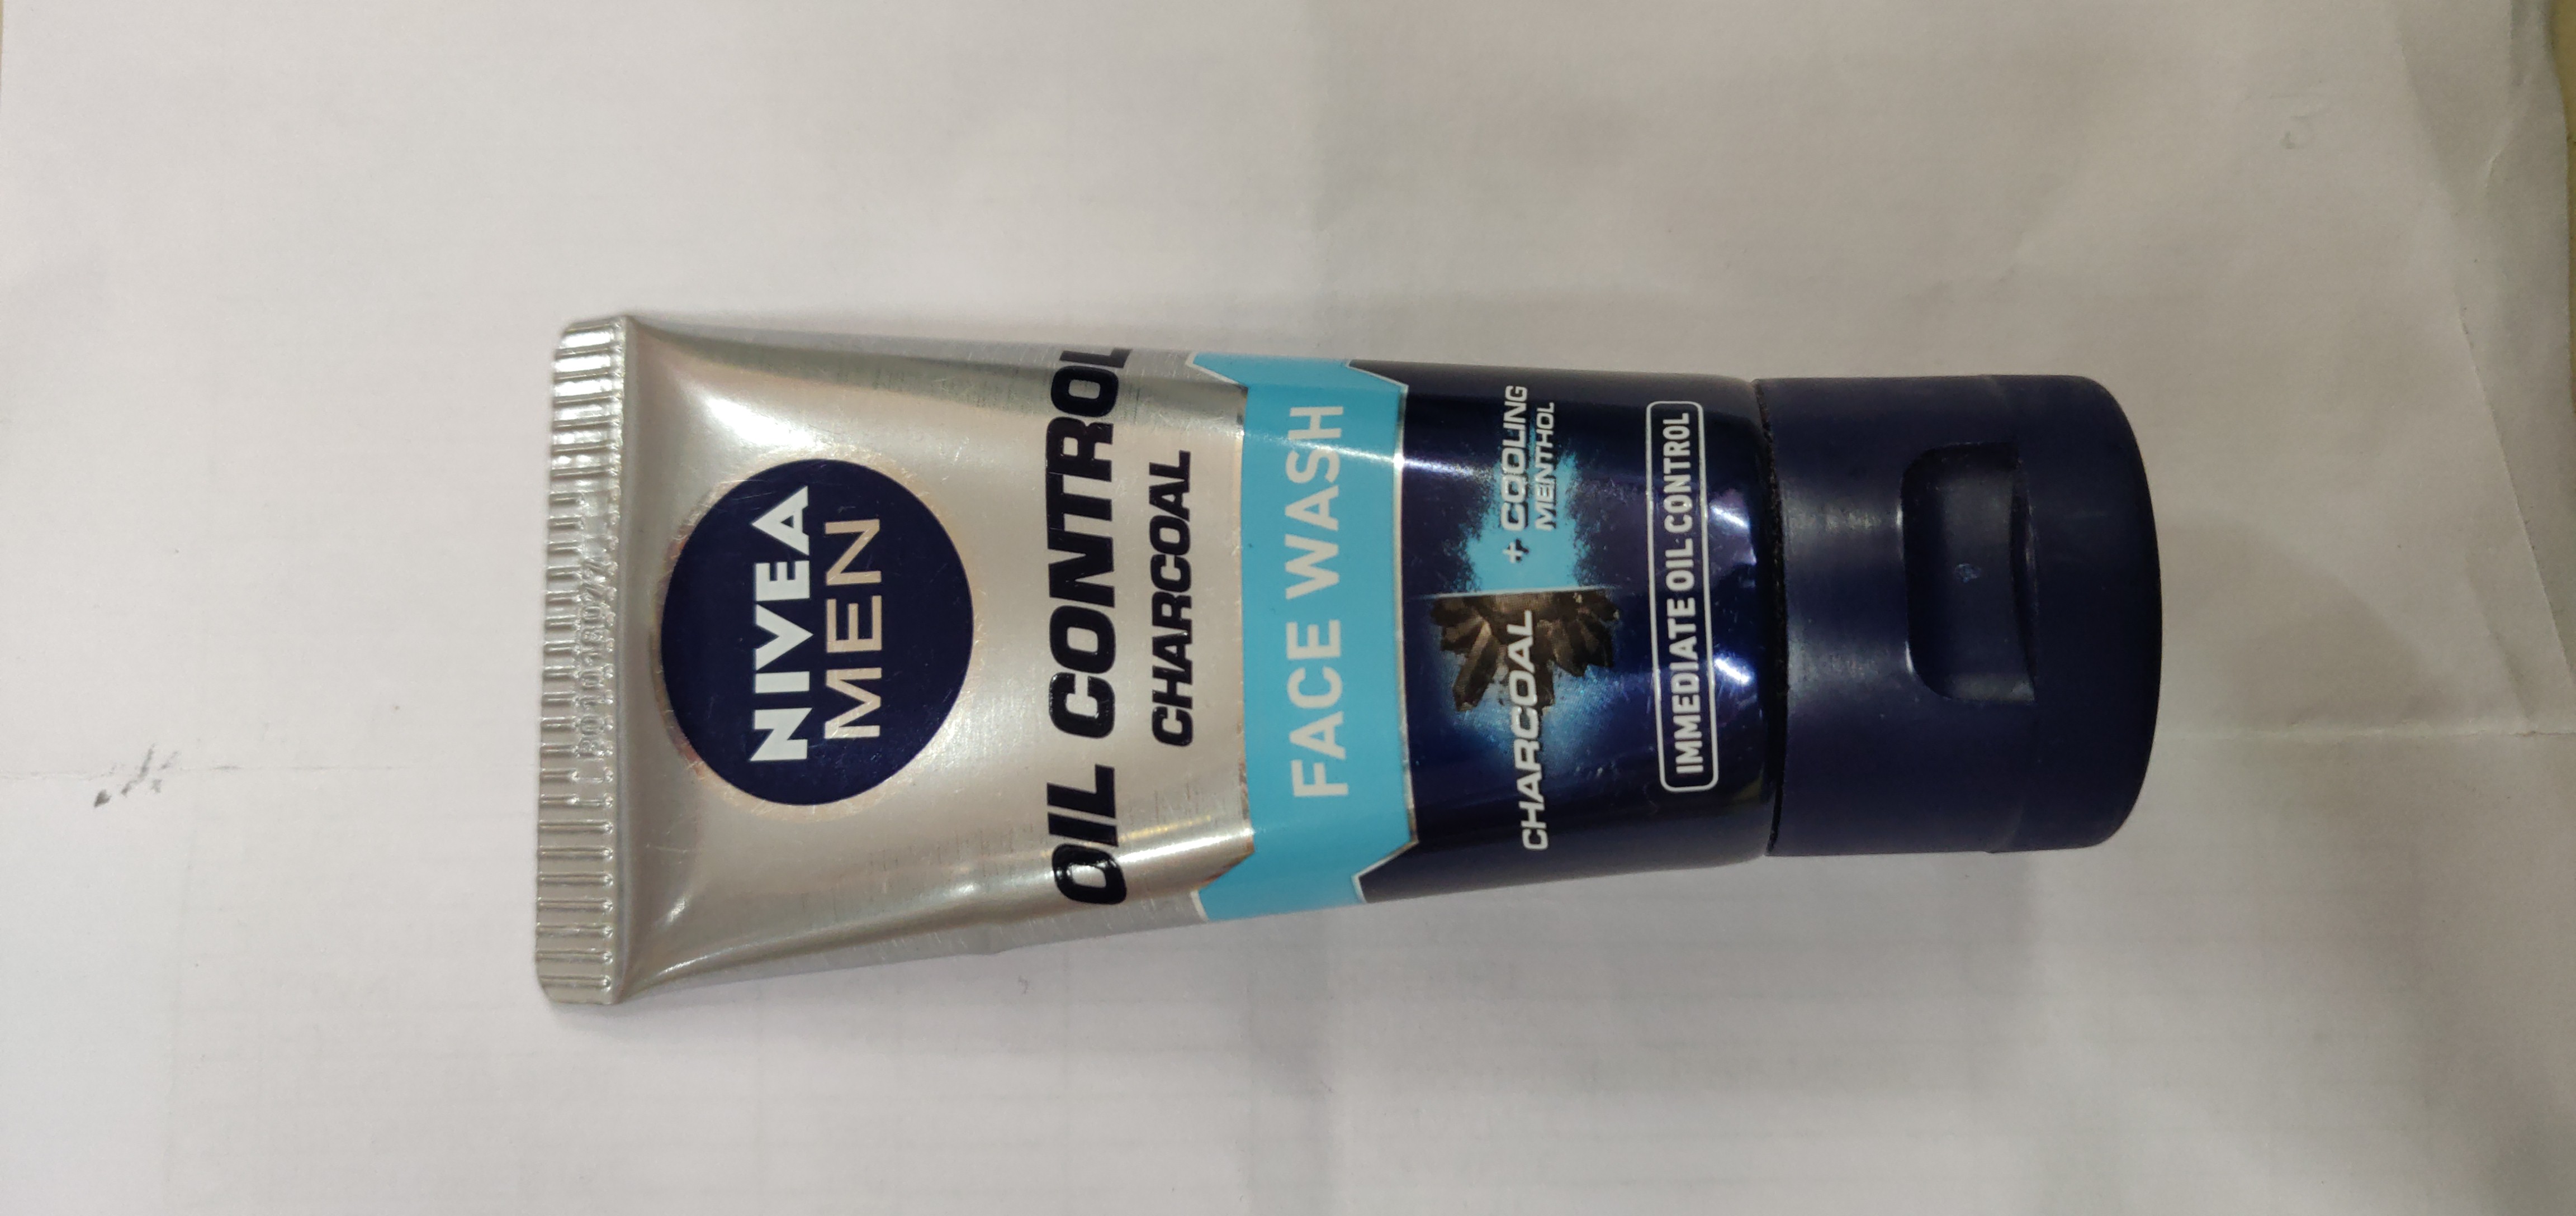 NIVEA
MEN
OIL CONTROL
CHARCOAL
FACE WASH
CHARCOAL
+ COOLING
MENTHOL
IMMEDIATE OIL CONTROL